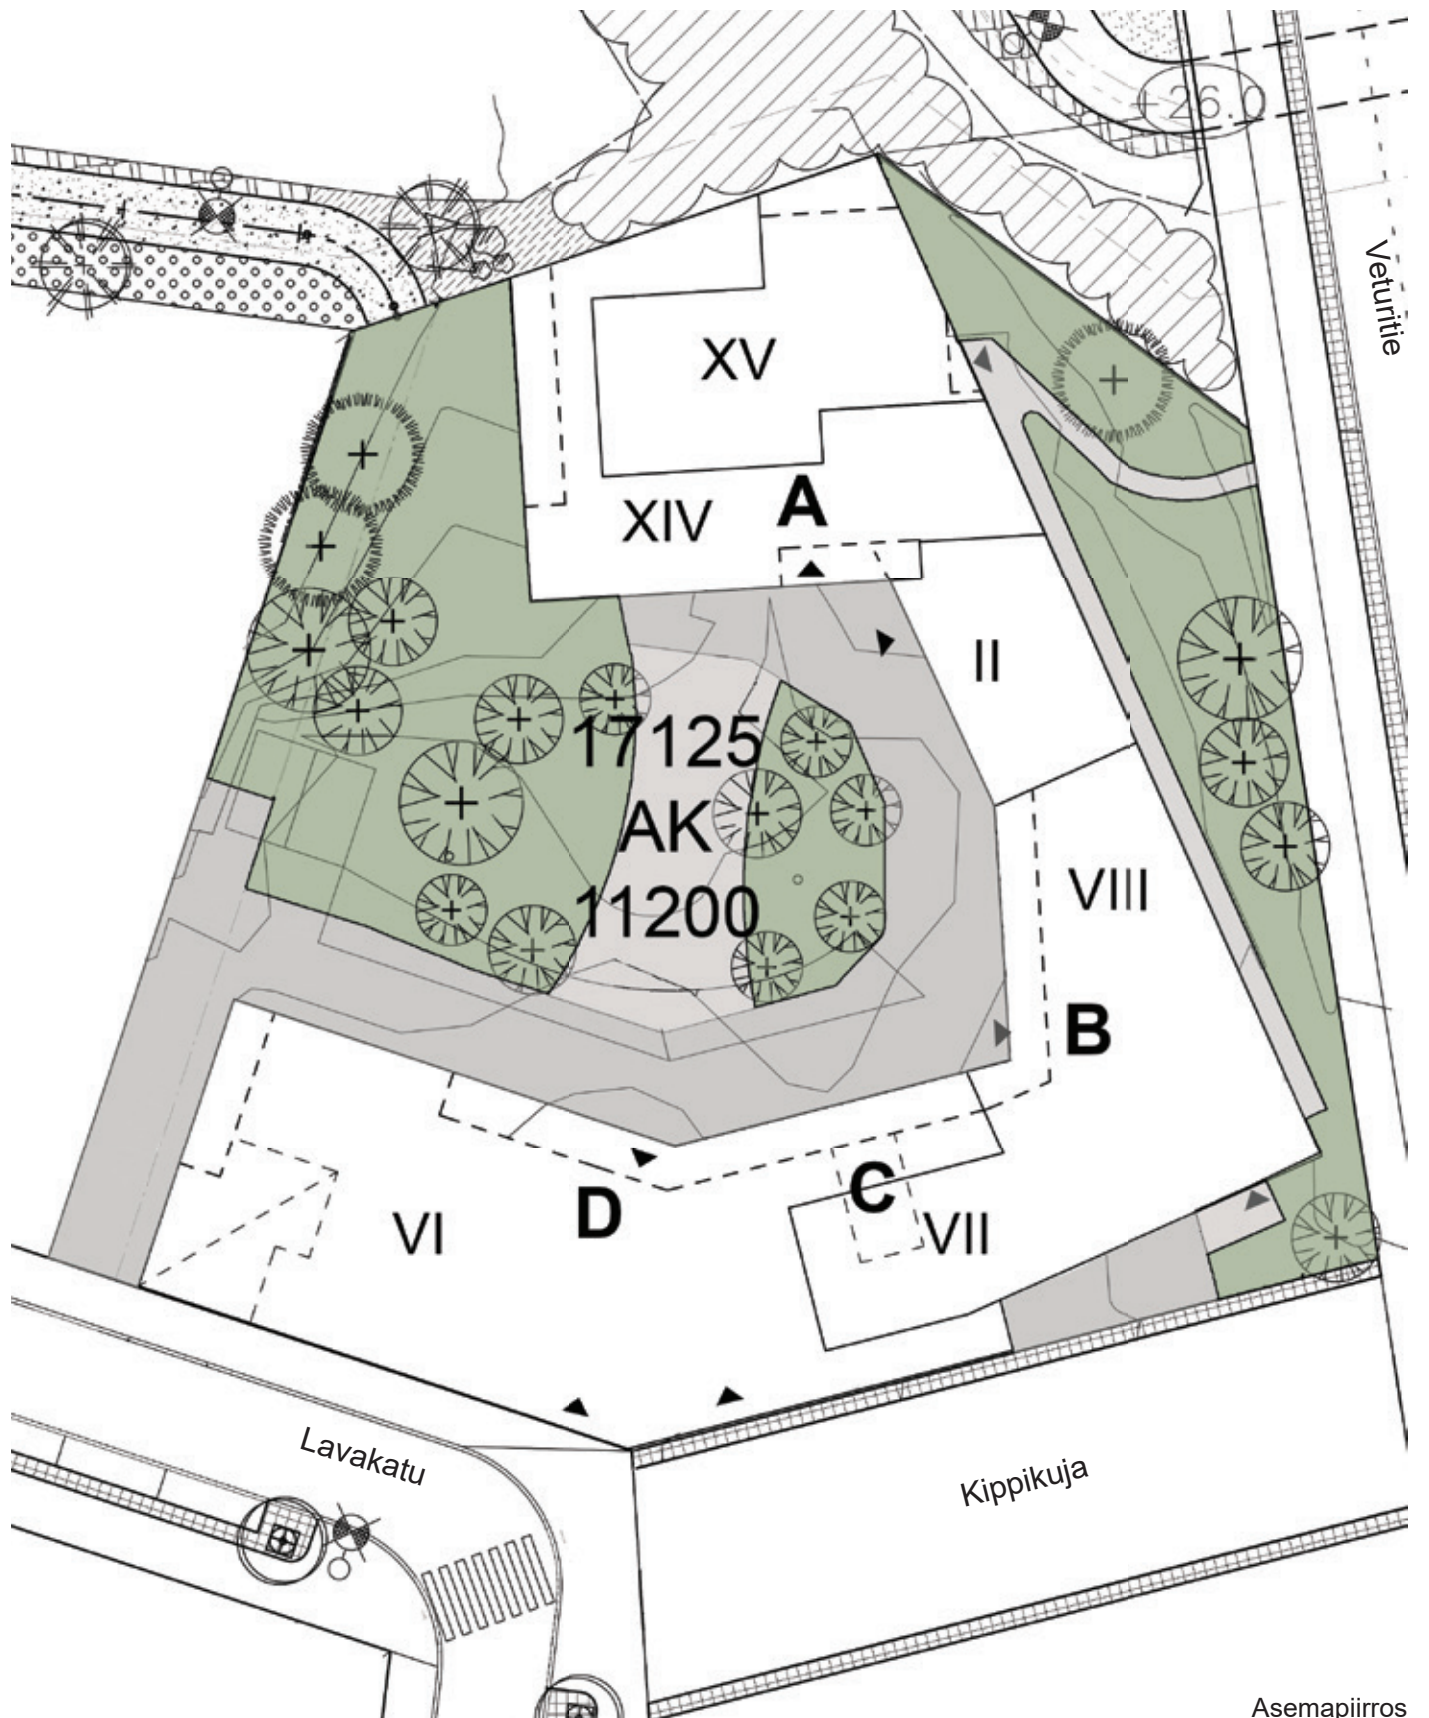 26.0
Veturitie
XV
XIV
A
II
17125
AK
11200
VIII
B
C
D
VI
VII
Lavakatu
Kippikuja
Asemapiirros